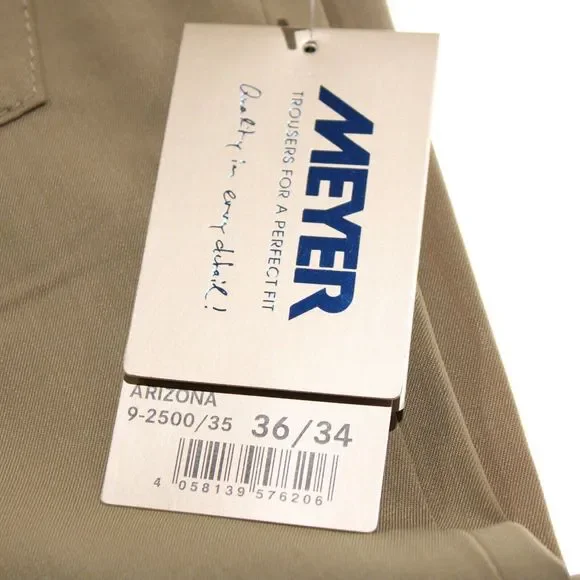 MEYER
TROUSERS FOR A PERFECT FIT
Quality in every detail!
ARIZONA
9-2500/35 36/34
4 058139 576206